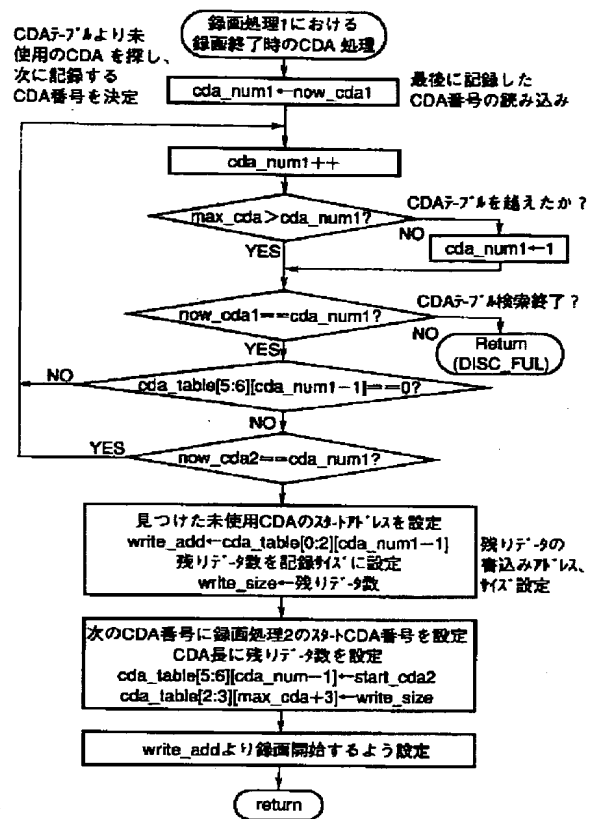 CDAテーブルより未
使用のCDA を探し、
次に記録する
CDA番号を決定
録画処理1における
録画終了時のCDA 処理
cda_num1←now_cda1
最後に記録した
CDA番号の読み込み
cda_num1++
CDAテーブルを越えたか?
max_cda>cda_num1?
NO
YES
cda_num1←1
now_cda1==cda_num1?
CDAテーブル検索終了?
NO
YES
Return
(DISC_FUL)
NO
cda_table[5:6][cda_num1−1]==0?
NO
YES
now_cda2==cda_num1?
見つけた未使用CDAのスタートアドレスを設定
write_add←cda_table[0:2][cda_num1−1]
残りデータ数を記録サイズに設定
write_size←残りデータ数
残りデータの
書込みアドレス、
サイズ設定
次のCDA番号に録画処理2のスタートCDA番号を設定
CDA長に残りデータ数を設定
cda_table[5:6][cda_num−1]←start_cda2
cda_table[2:3][max_cda+3]←write_size
write_addより録画開始するよう設定
return